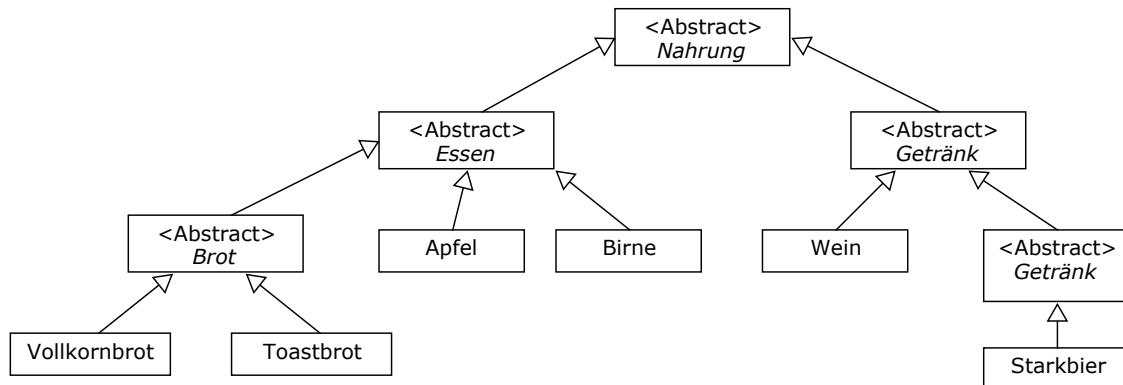 <Abstract>
Nahrung
<Abstract>
Essen
<Abstract>
Getränk
<Abstract>
Brot
Apfel
Birne
Wein
<Abstract>
Getränk
Vollkornbrot
Toastbrot
Starkbier